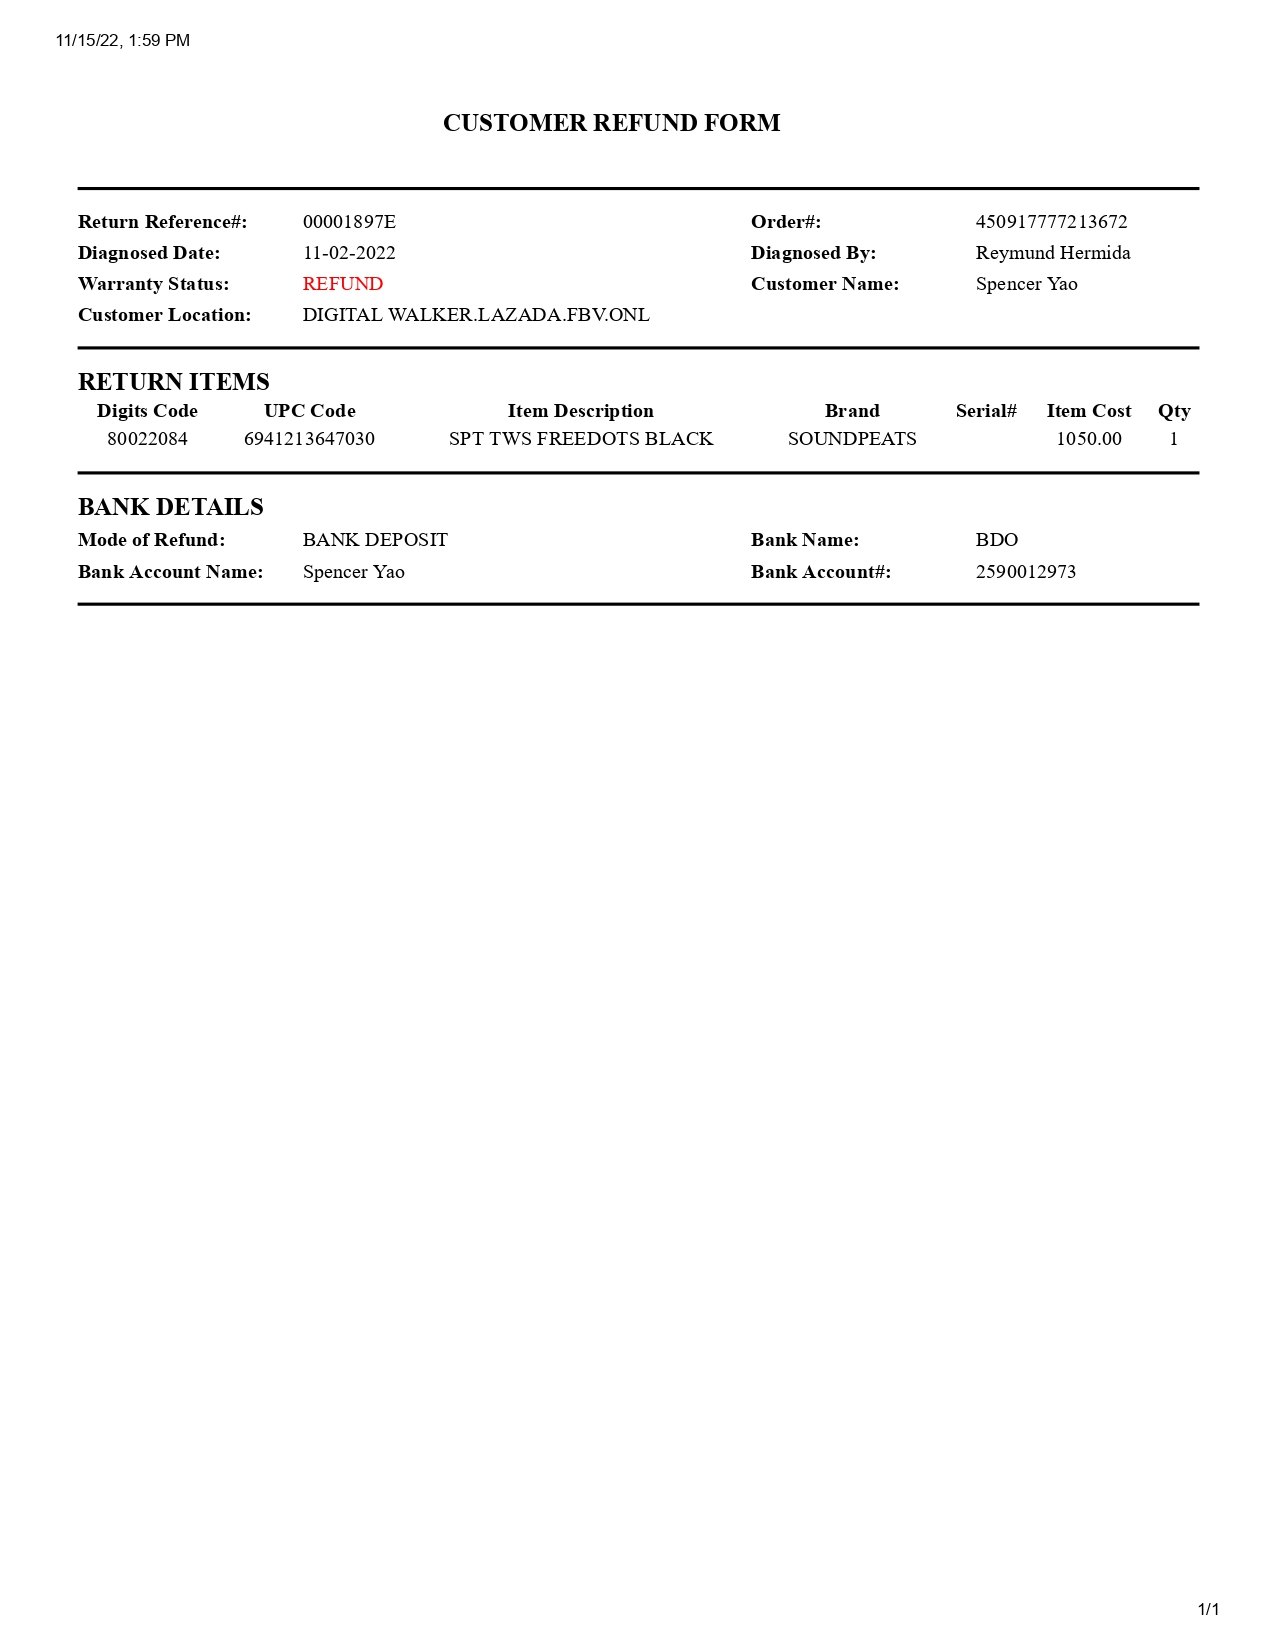 11/15/22, 1:59 PM
CUSTOMER REFUND FORM
Return Reference#: 00001897E Order#: 450917777213672
Diagnosed Date: 11-02-2022 Diagnosed By: Reymund Hermida
Warranty Status: REFUND Customer Name: Spencer Yao
Customer Location: DIGITAL WALKER.LAZADA.FBV.ONL
RETURN ITEMS
Digits Code UPC Code Item Description Brand Serial# Item Cost Qty
80022084 6941213647030 SPT TWS FREEDOTS BLACK SOUNDPEATS 1050.00 1
BANK DETAILS
Mode of Refund: BANK DEPOSIT Bank Name: BDO
Bank Account Name: Spencer Yao Bank Account#: 2590012973
1/1